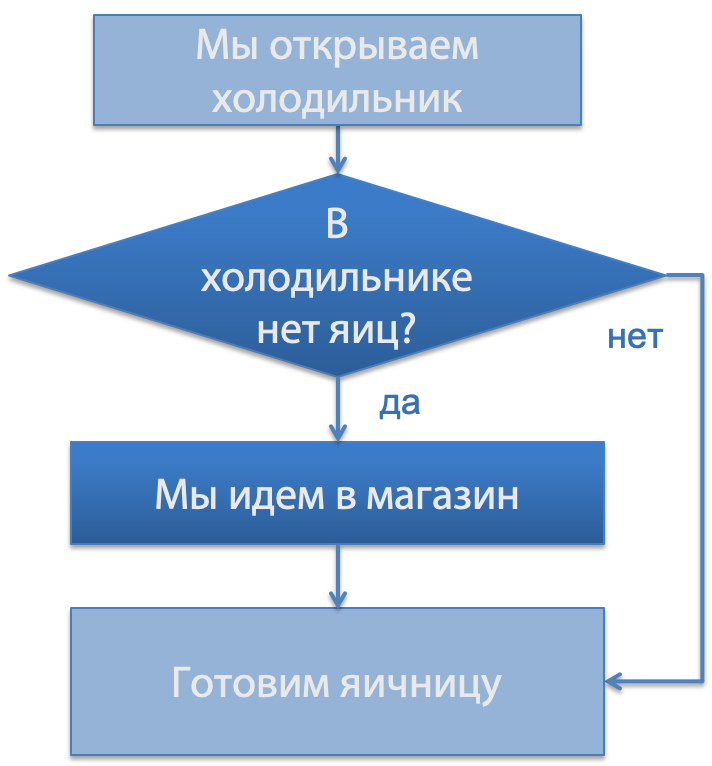 Мы открываем
холодильник
В
холодильнике
нет яиц?
нет
да
Мы идем в магазин
Готовим яичницу